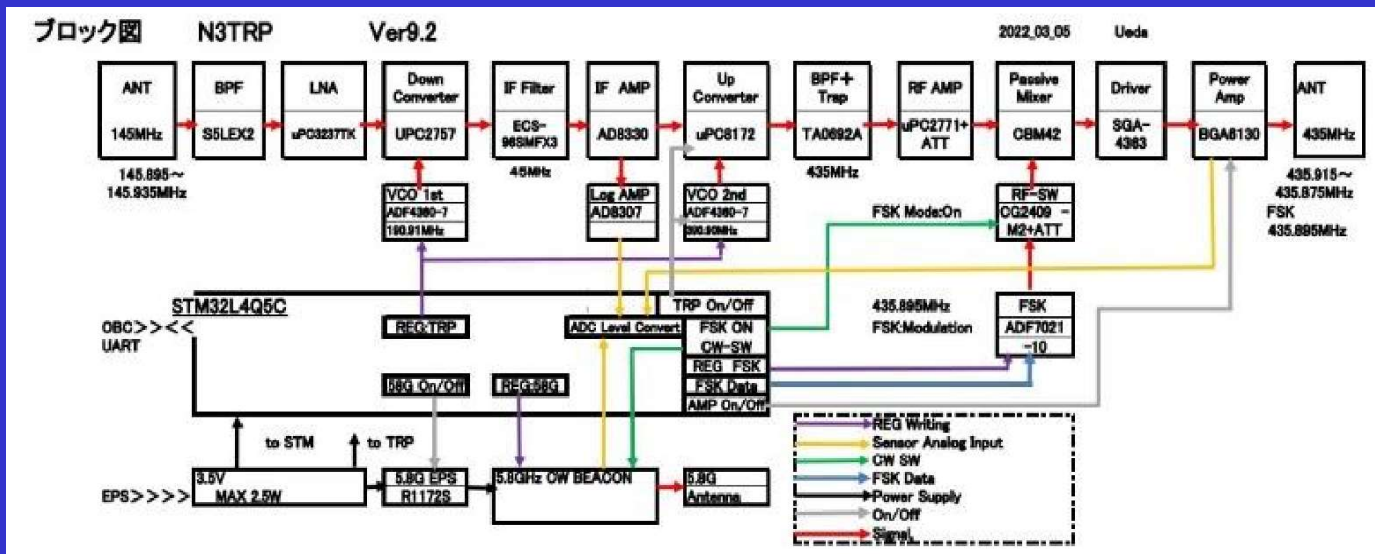 ブロック図 N3TRP Ver9.2 2022_03_05 Ueda
ANT
145MHz
145.895～
145.935MHz
BPF
S5LEX2
LNA
uPC3237TK
Down
Converter
UPC2757
IF Filter
ECS-
96SMFX3
45MHz
IF AMP
AD8330
Up
Converter
uPC8172
BPF+
Trap
TA0692A
435MHz
RF AMP
uPC2771+
ATT
Passive
Mixer
CBM42
Driver
SGA-
4363
Power
Amp
BGA6130
ANT
435MHz
435.915～
435.875MHz
FSK
435.895MHz
VCO 1st
ADF4360-7
190.91MHz
Log AMP
AD8307
VCO 2nd
ADF4360-7
390.90MHz
FSK Mode:On
RF-SW
CG2409 -
M2+ATT
STM32L4Q5C
OBC>><<
UART
REG:TRP
ADC Level Convert
TRP On/Off
FSK ON
CW-SW
REG FSK
FSK Data
AMP On/Off
435.895MHz
FSK:Modulation
FSK
ADF7021
-10
58G On/Off
REG:58G
to STM
to TRP
EPS>>>>
3.5V
MAX 2.5W
5.8G EPS
R1172S
5.8GHz CW BEACON
5.8G
Antenna
REG Writing
Sensor Analog Input
CW SW
FSK Data
Power Supply
On/Off
Signal